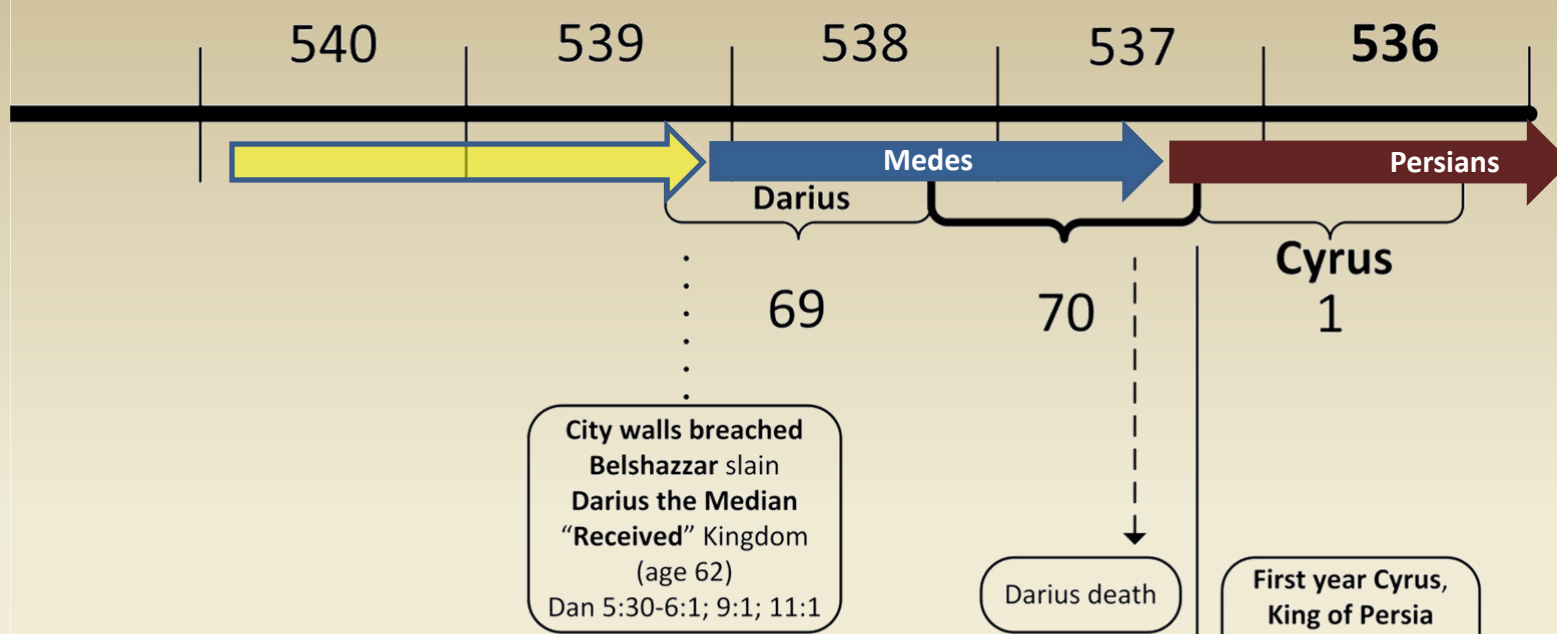 540 539 538 537 536
Medes Persians
Darius
Cyrus
69 70 1
City walls breached
Belshazzar slain
Darius the Median
“Received” Kingdom
(age 62)
Dan 5:30-6:1; 9:1; 11:1
Darius death
First year Cyrus,
King of Persia